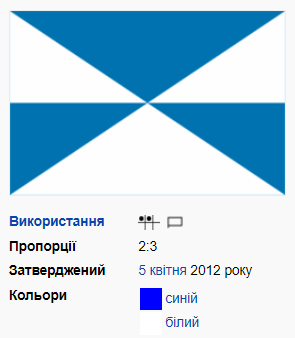 Використання
Пропорції 2:3
Затверджений 5 квітня 2012 року
Кольори синій
білий